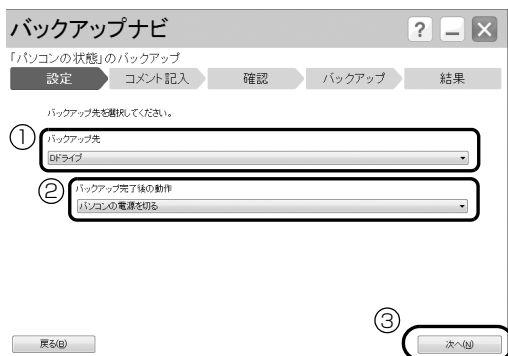 バックアップナビ ? – X
「パソコンの状態」のバックアップ
設定 コメント記入 確認 バックアップ 結果
バックアップ先を選択してください。
① バックアップ先
Dドライブ
② バックアップ完了後の動作
パソコンの電源を切る
③
戻る(B) 次へ(N)